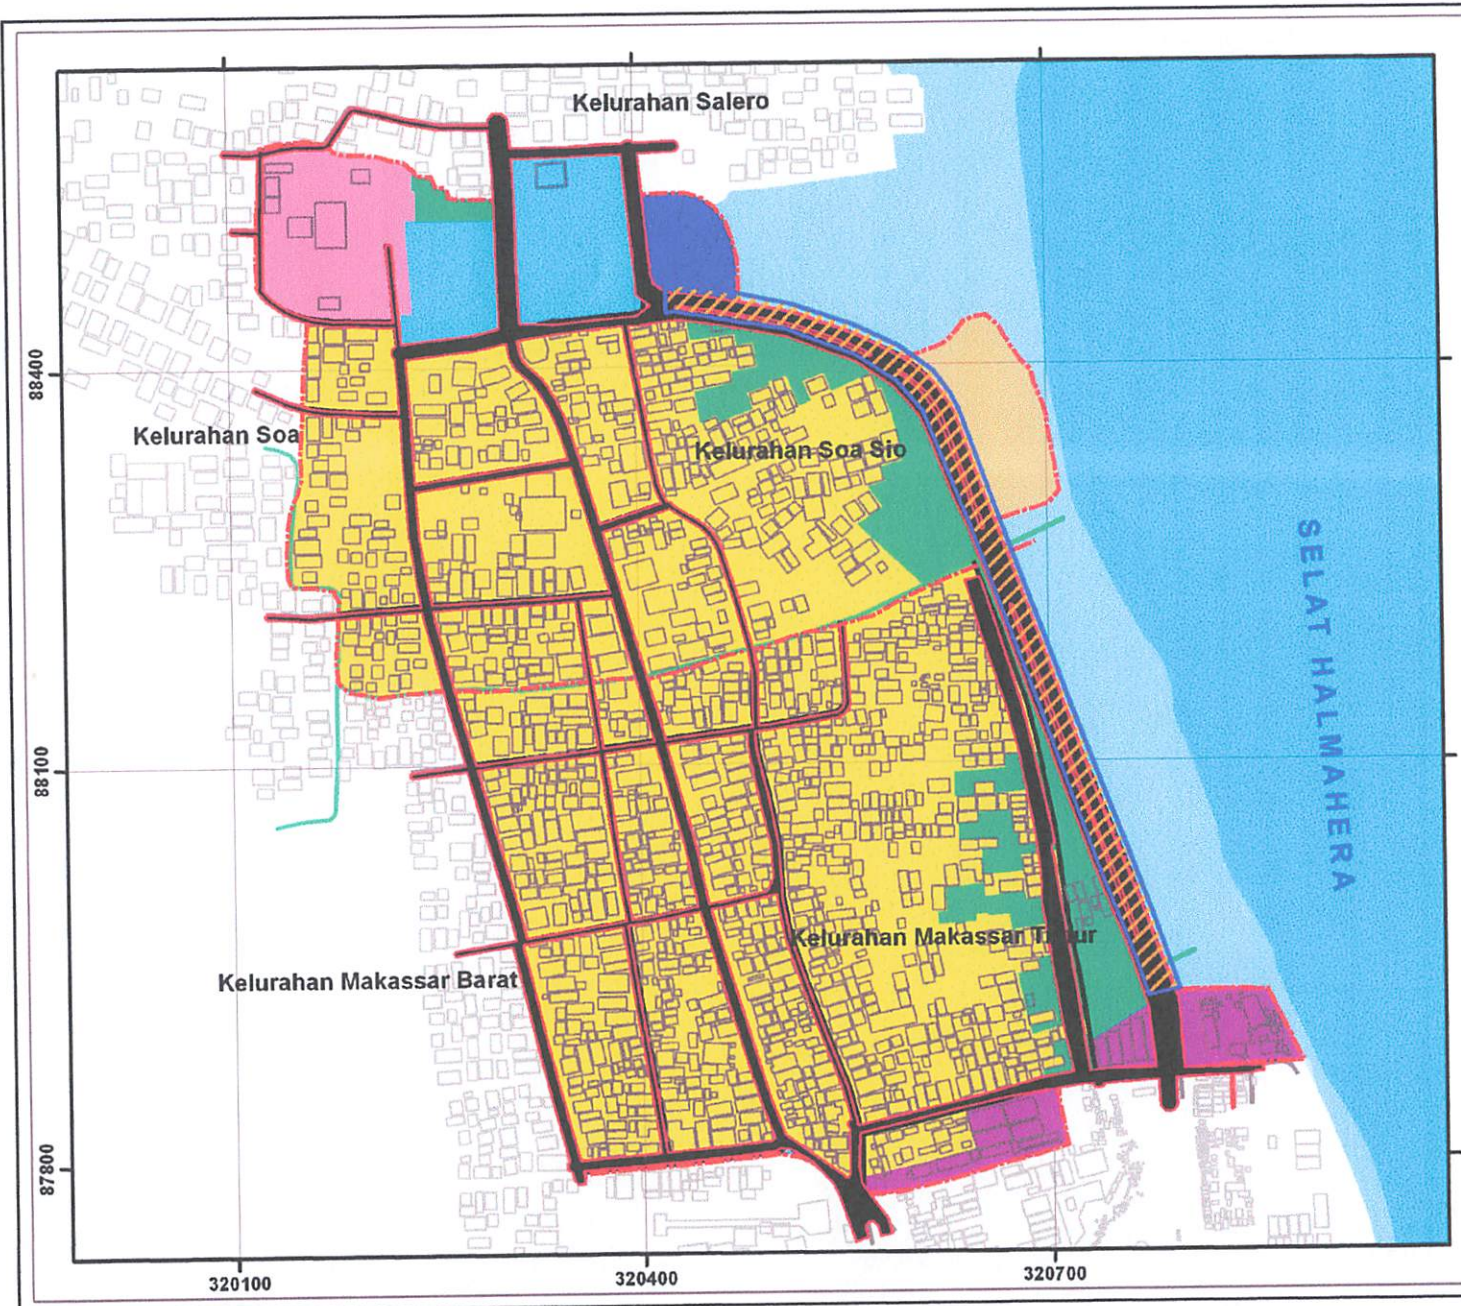 Kelurahan Salero
88400
Kelurahan Soa
Kelurahan Soa Sio
SELAT HALMAHERA
88100
Kelurahan Makassar Timur
Kelurahan Makassar Barat
87800
320100
320400
320700